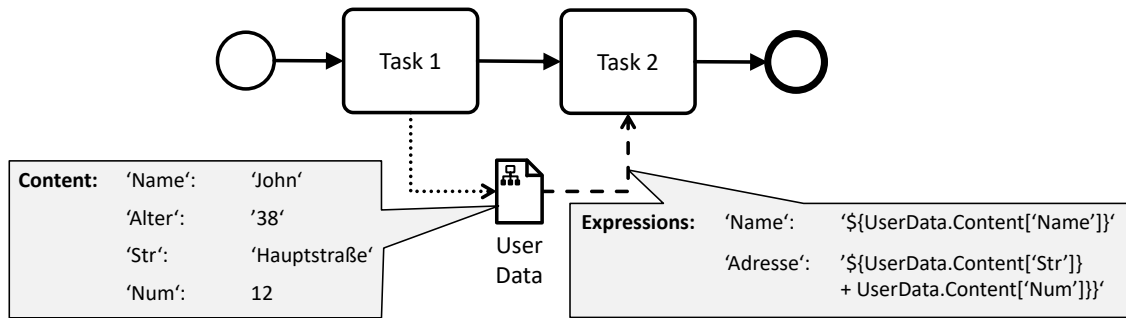 Task 1
Task 2
Content: ‘Name‘: ‘John‘
‘Alter‘: ’38‘
‘Str‘: ‘Hauptstraße‘
‘Num‘: 12
User
Data
Expressions: ‘Name‘: ‘${UserData.Content[‘Name’]}‘
‘Adresse‘: ’${UserData.Content[‘Str’]}
+ UserData.Content[‘Num’]}}‘